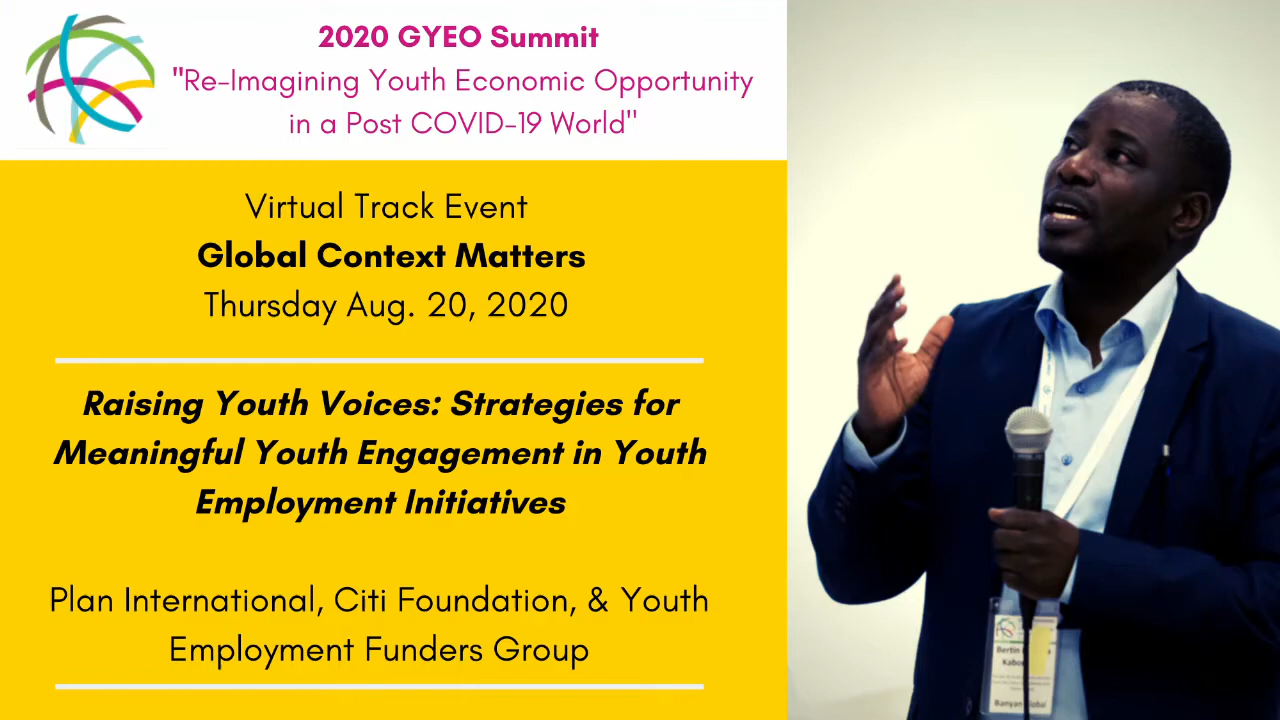 2020 GYEO Summit
"Re-Imagining Youth Economic Opportunity
in a Post COVID-19 World"
Virtual Track Event
Global Context Matters
Thursday Aug. 20, 2020
Raising Youth Voices: Strategies for
Meaningful Youth Engagement in Youth
Employment Initiatives
Plan International, Citi Foundation, & Youth
Employment Funders Group
Bertin
Banyan